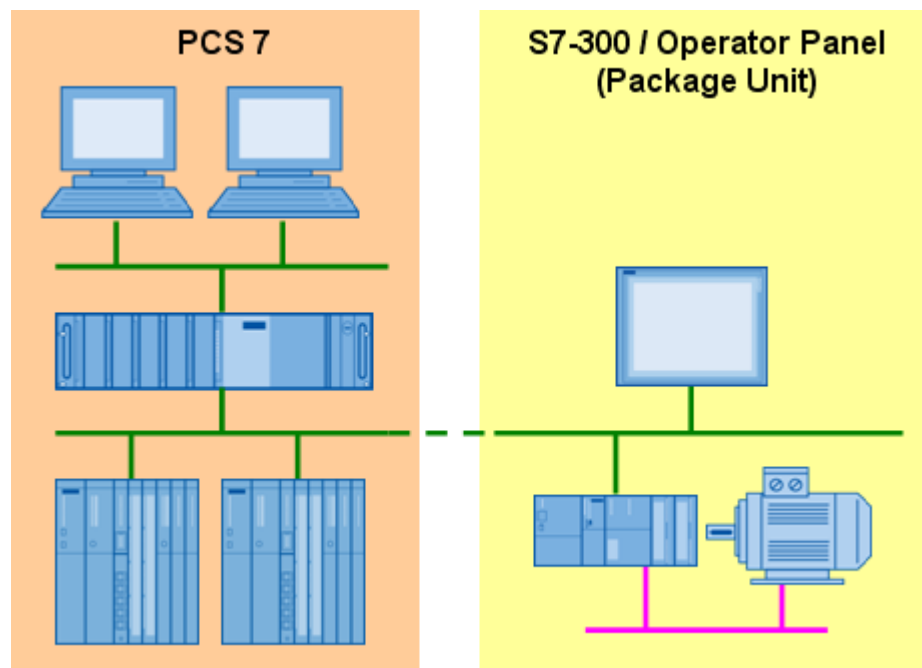 PCS 7
S7-300 / Operator Panel
(Package Unit)